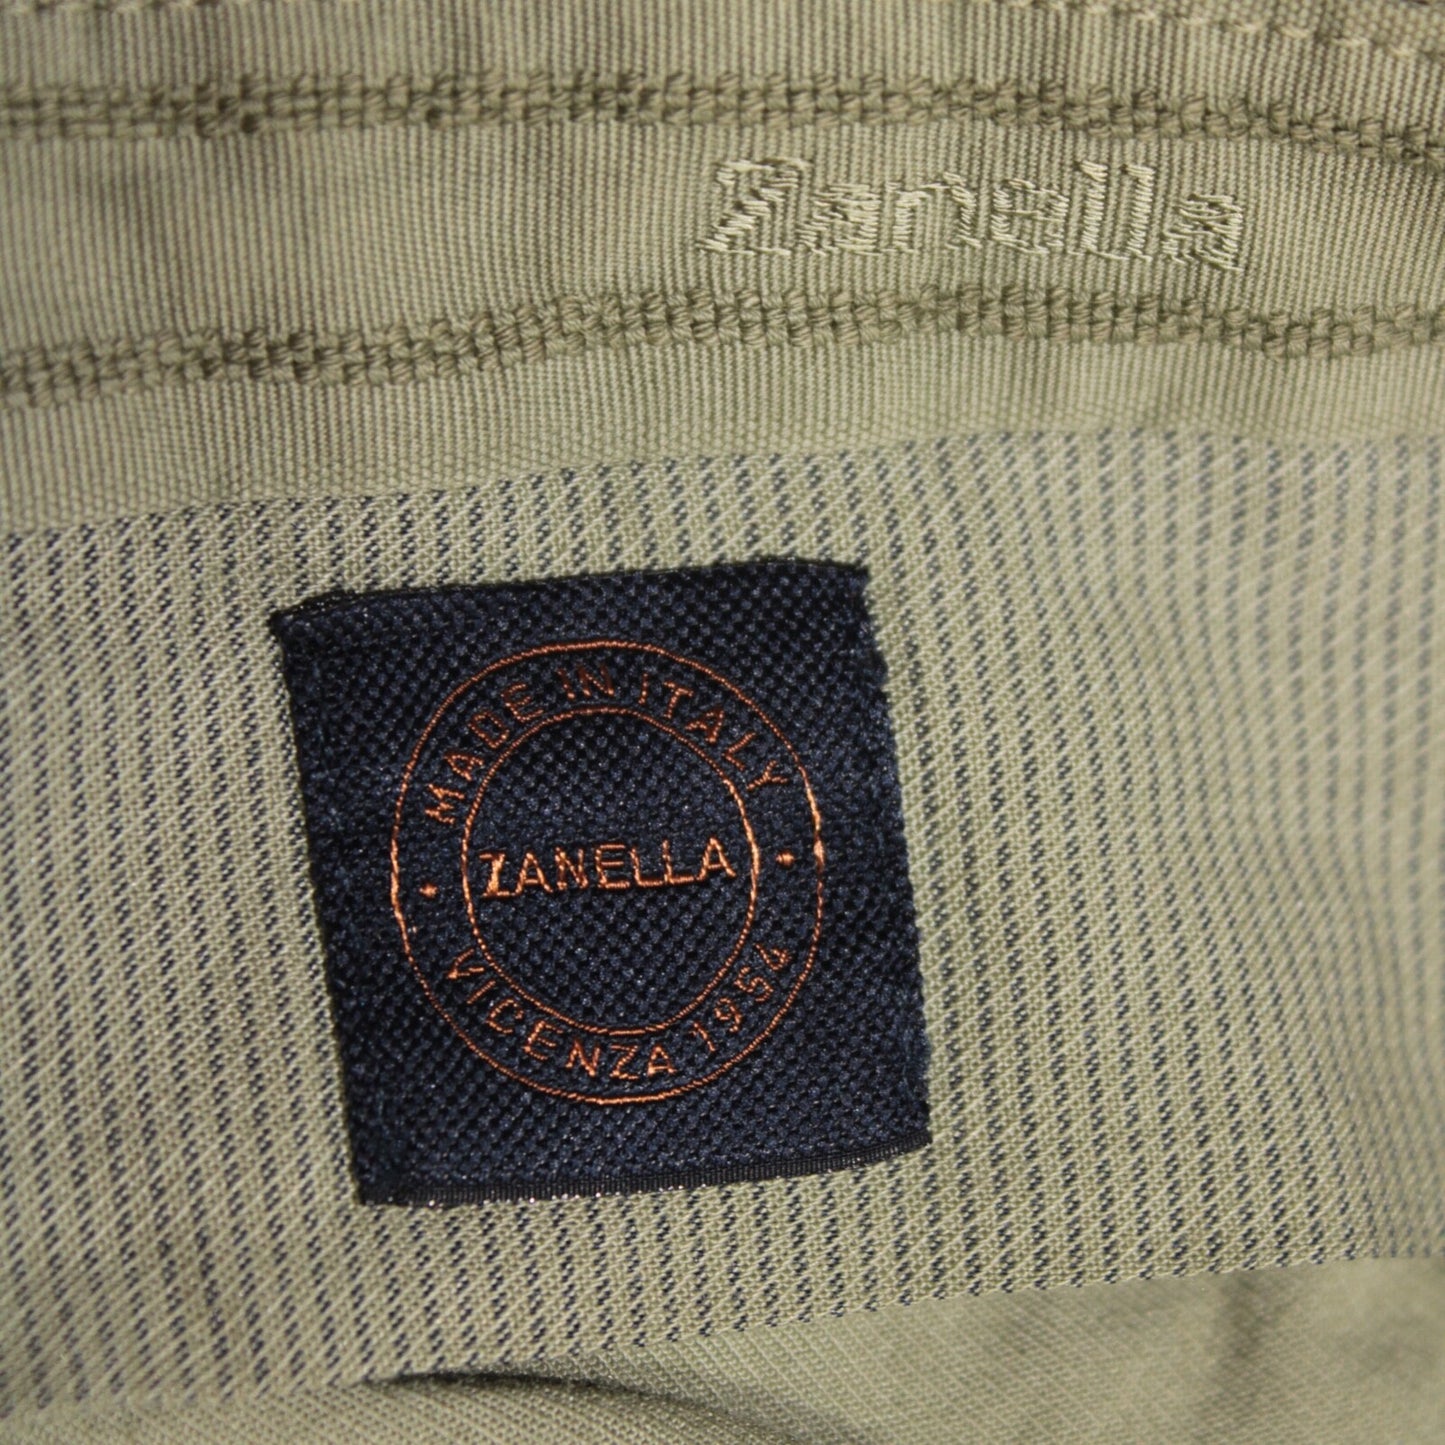 Zanella
MADE IN ITALY
ZANELLA
VICENZA 1954